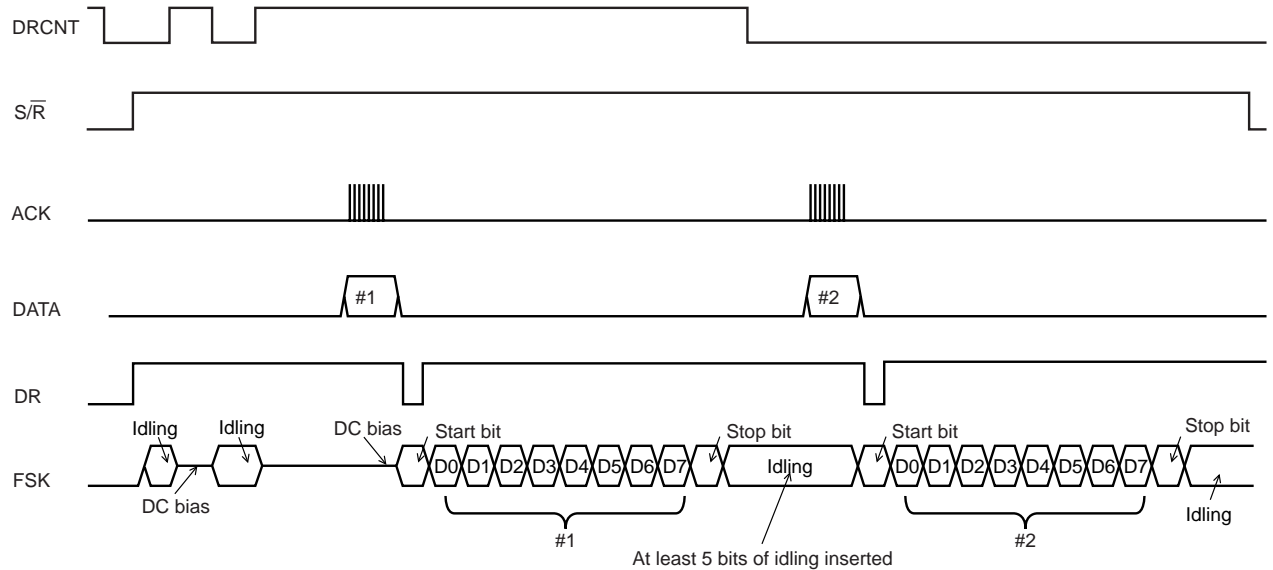 DRCNT
S/R̅
ACK
DATA
#1
#2
DR
Idling
Idling
DC bias
Start bit
Stop bit
Start bit
Stop bit
FSK
D0 D1 D2 D3 D4 D5 D6 D7
Idling
D0 D1 D2 D3 D4 D5 D6 D7
DC bias
Idling
#1
#2
At least 5 bits of idling inserted